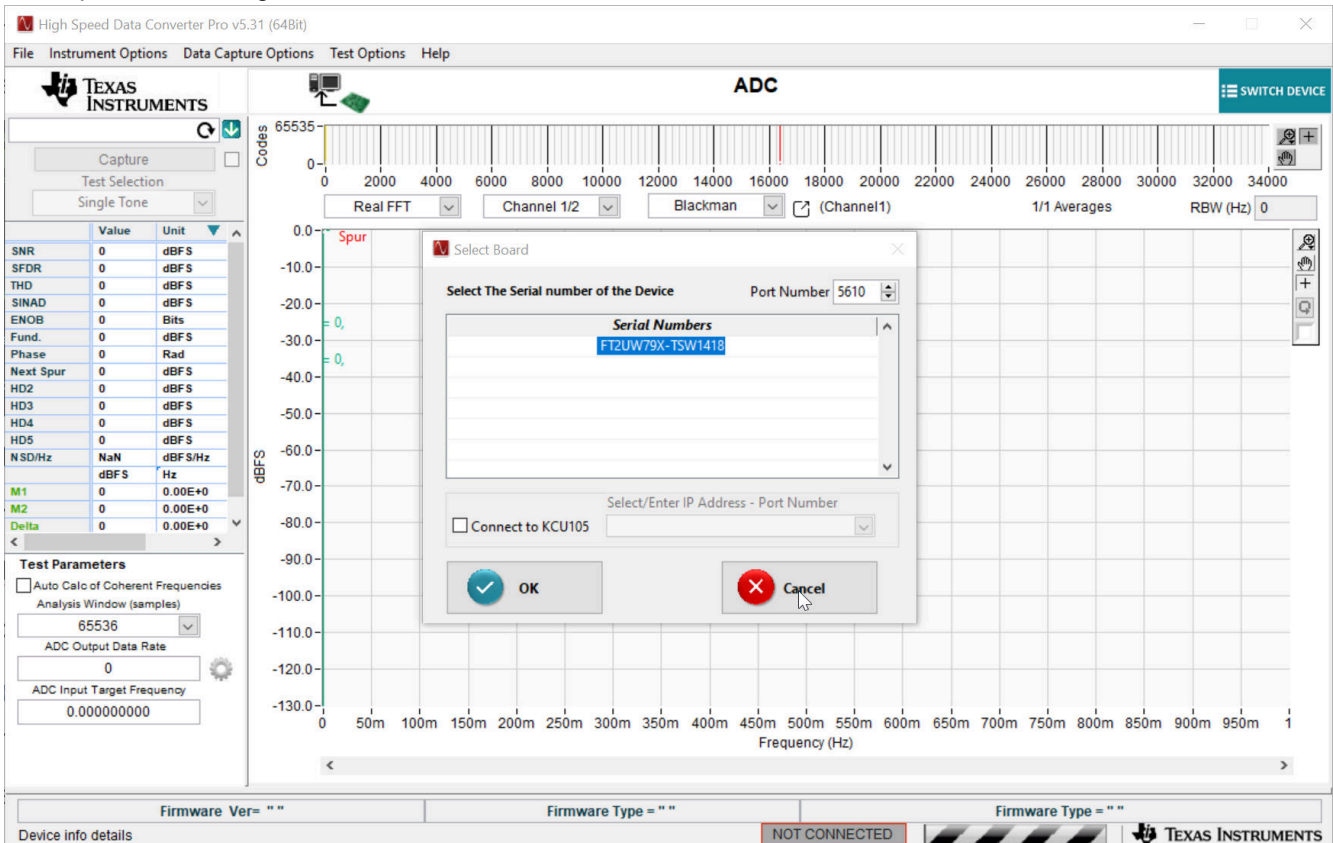 High Speed Data Converter Pro v5.31 (64Bit)
File Instrument Options Data Capture Options Test Options Help
TEXAS INSTRUMENTS
ADC
SWITCH DEVICE
Capture
Test Selection
Single Tone
Codes
65535
0
0 2000 4000 6000 8000 10000 12000 14000 16000 18000 20000 22000 24000 26000 28000 30000 32000 34000
Real FFT Channel 1/2 Blackman (Channel1) 1/1 Averages RBW (Hz) 0
Value Unit
SNR 0 dBFS
SFDR 0 dBFS
THD 0 dBFS
SINAD 0 dBFS
ENOB 0 Bits
Fund. 0 dBFS
Phase 0 Rad
Next Spur 0 dBFS
HD2 0 dBFS
HD3 0 dBFS
HD4 0 dBFS
HD5 0 dBFS
NSD/Hz NaN dBFS/Hz
dBFS Hz
M1 0 0.00E+0
M2 0 0.00E+0
Delta 0 0.00E+0
Test Parameters
Auto Calc of Coherent Frequencies
Analysis Window (samples)
65536
ADC Output Data Rate
0
ADC Input Target Frequency
0.000000000
dBFS
0.0
-10.0
-20.0
-30.0
-40.0
-50.0
-60.0
-70.0
-80.0
-90.0
-100.0
-110.0
-120.0
-130.0
Spur
= 0,
= 0,
Select Board
Select The Serial number of the Device Port Number 5610
Serial Numbers
FT2UW79X-TSW1418
Select/Enter IP Address - Port Number
Connect to KCU105
OK Cancel
0 50m 100m 150m 200m 250m 300m 350m 400m 450m 500m 550m 600m 650m 700m 750m 800m 850m 900m 950m 1
Frequency (Hz)
Firmware Ver= " " Firmware Type = " " Firmware Type = " "
Device info details NOT CONNECTED TEXAS INSTRUMENTS